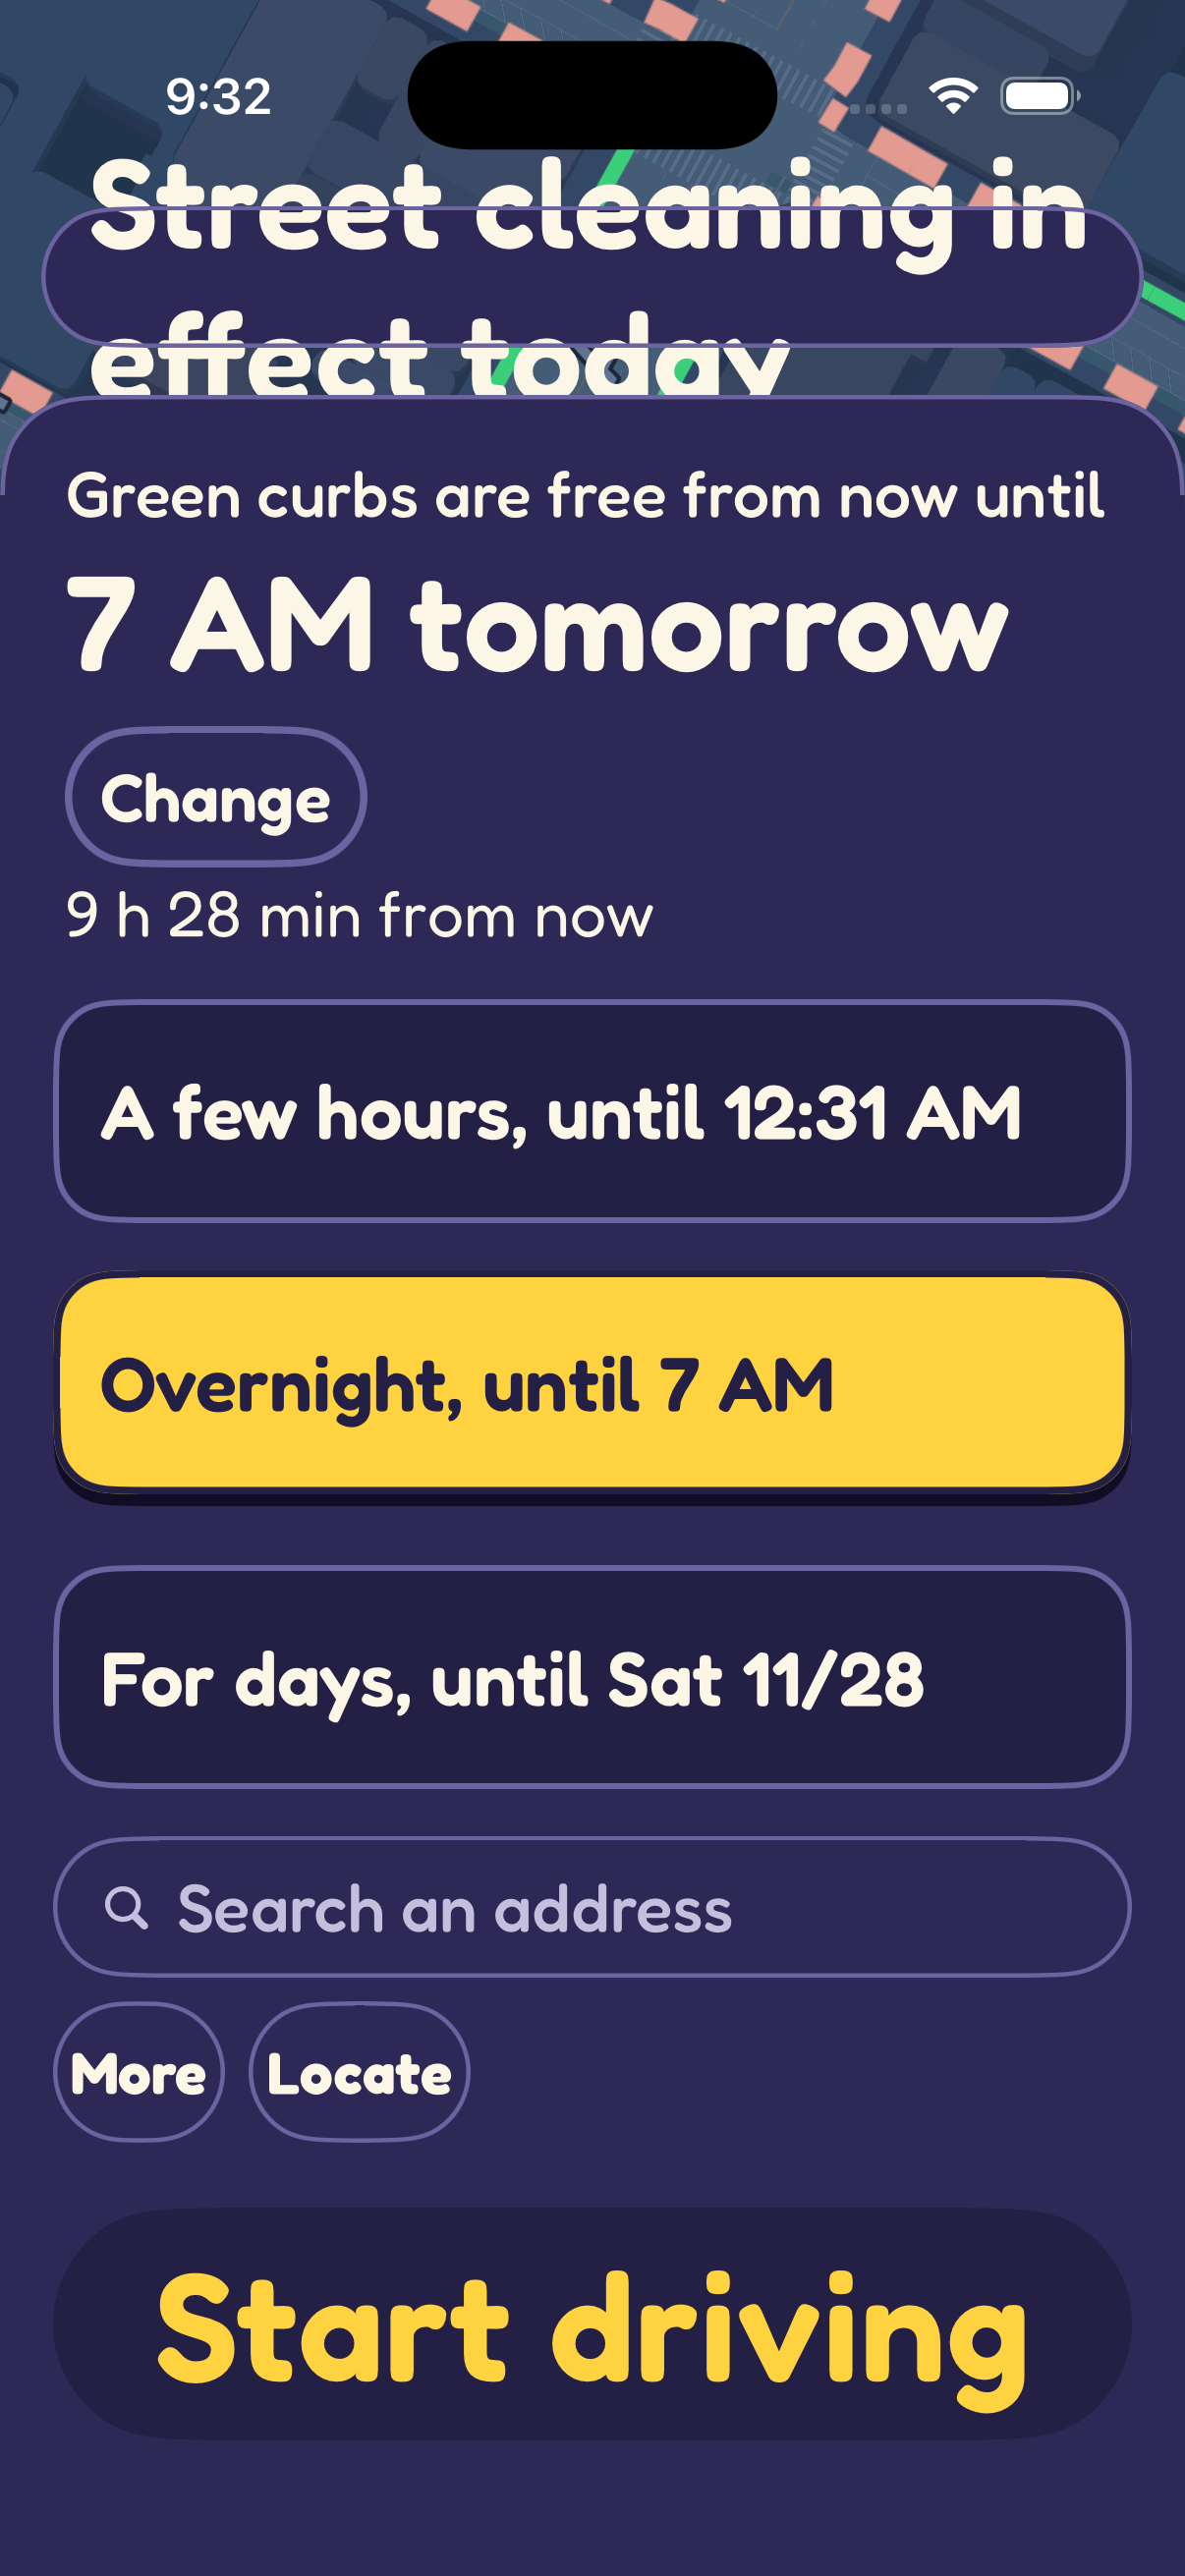 9:32
Street cleaning in
effect today
Green curbs are free from now until
7 AM tomorrow
Change
9 h 28 min from now
A few hours, until 12:31 AM
Overnight, until 7 AM
For days, until Sat 11/28
Search an address
More Locate
Start driving